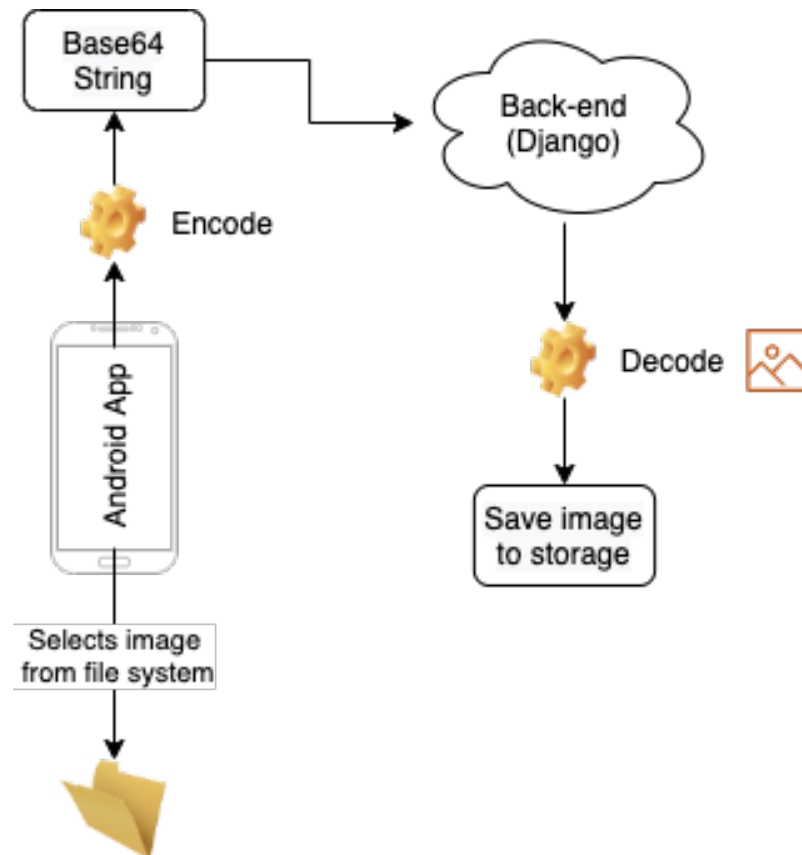 Base64
String
Back-end
(Django)
Encode
Decode
Android App
Save image
to storage
Selects image
from file system